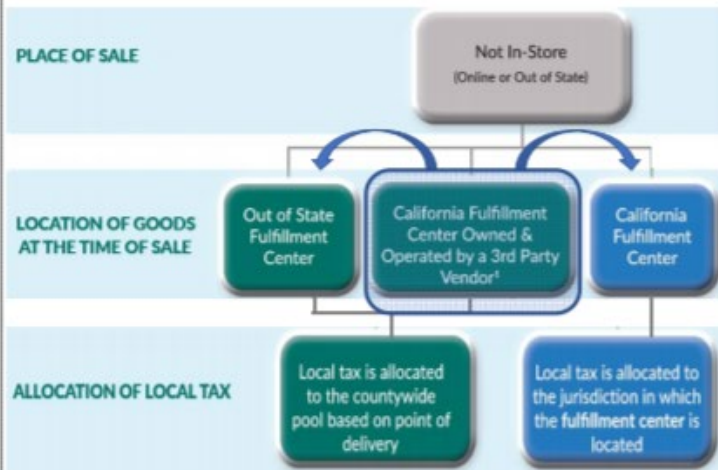 PLACE OF SALE
Not In-Store
(Online or Out of State)
LOCATION OF GOODS
AT THE TIME OF SALE
Out of State
Fulfillment
Center
California Fulfillment
Center Owned &
Operated by a 3rd Party
Vendor¹
California
Fulfillment
Center
ALLOCATION OF LOCAL TAX
Local tax is allocated
to the countywide
pool based on point of
delivery
Local tax is allocated to
the jurisdiction in which
the fulfillment center is
located